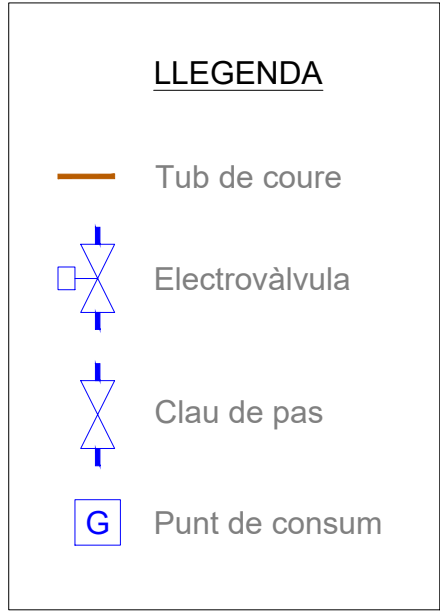 LLEGENDA
Tub de coure
Electrovàlvula
Clau de pas
G Punt de consum